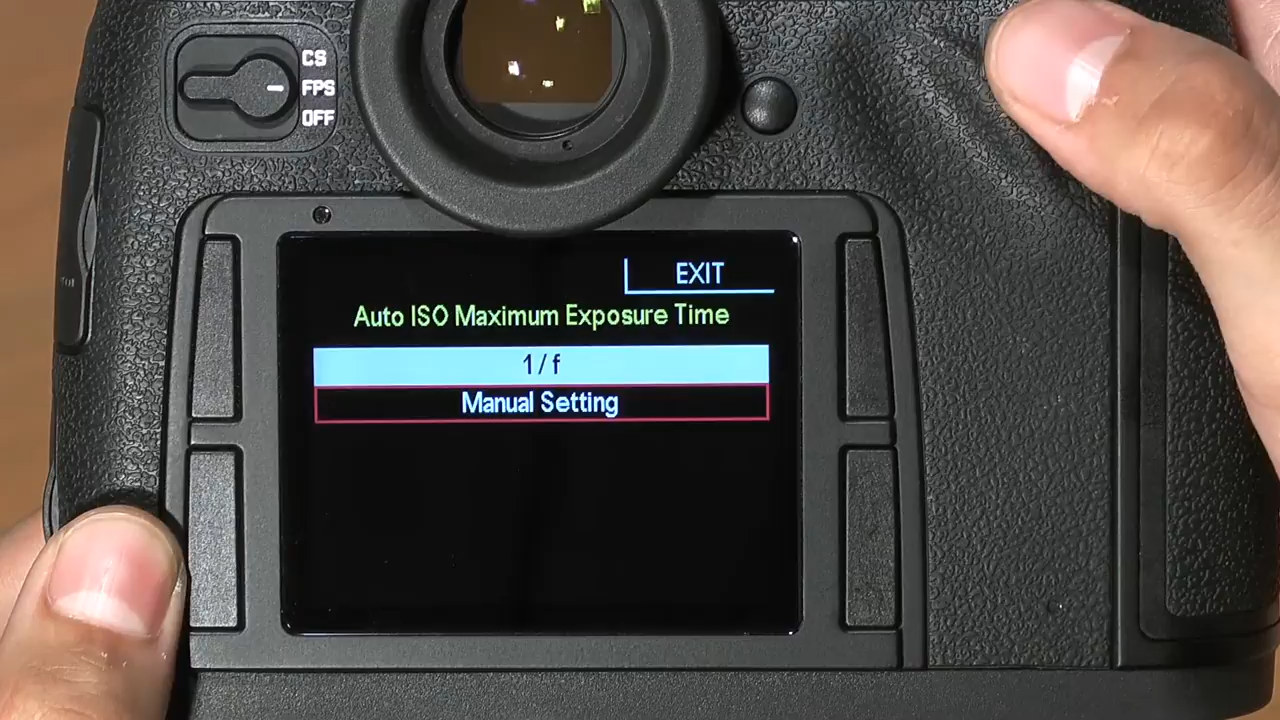 CS
FPS
OFF
EXIT
Auto ISO Maximum Exposure Time
1/f
Manual Setting